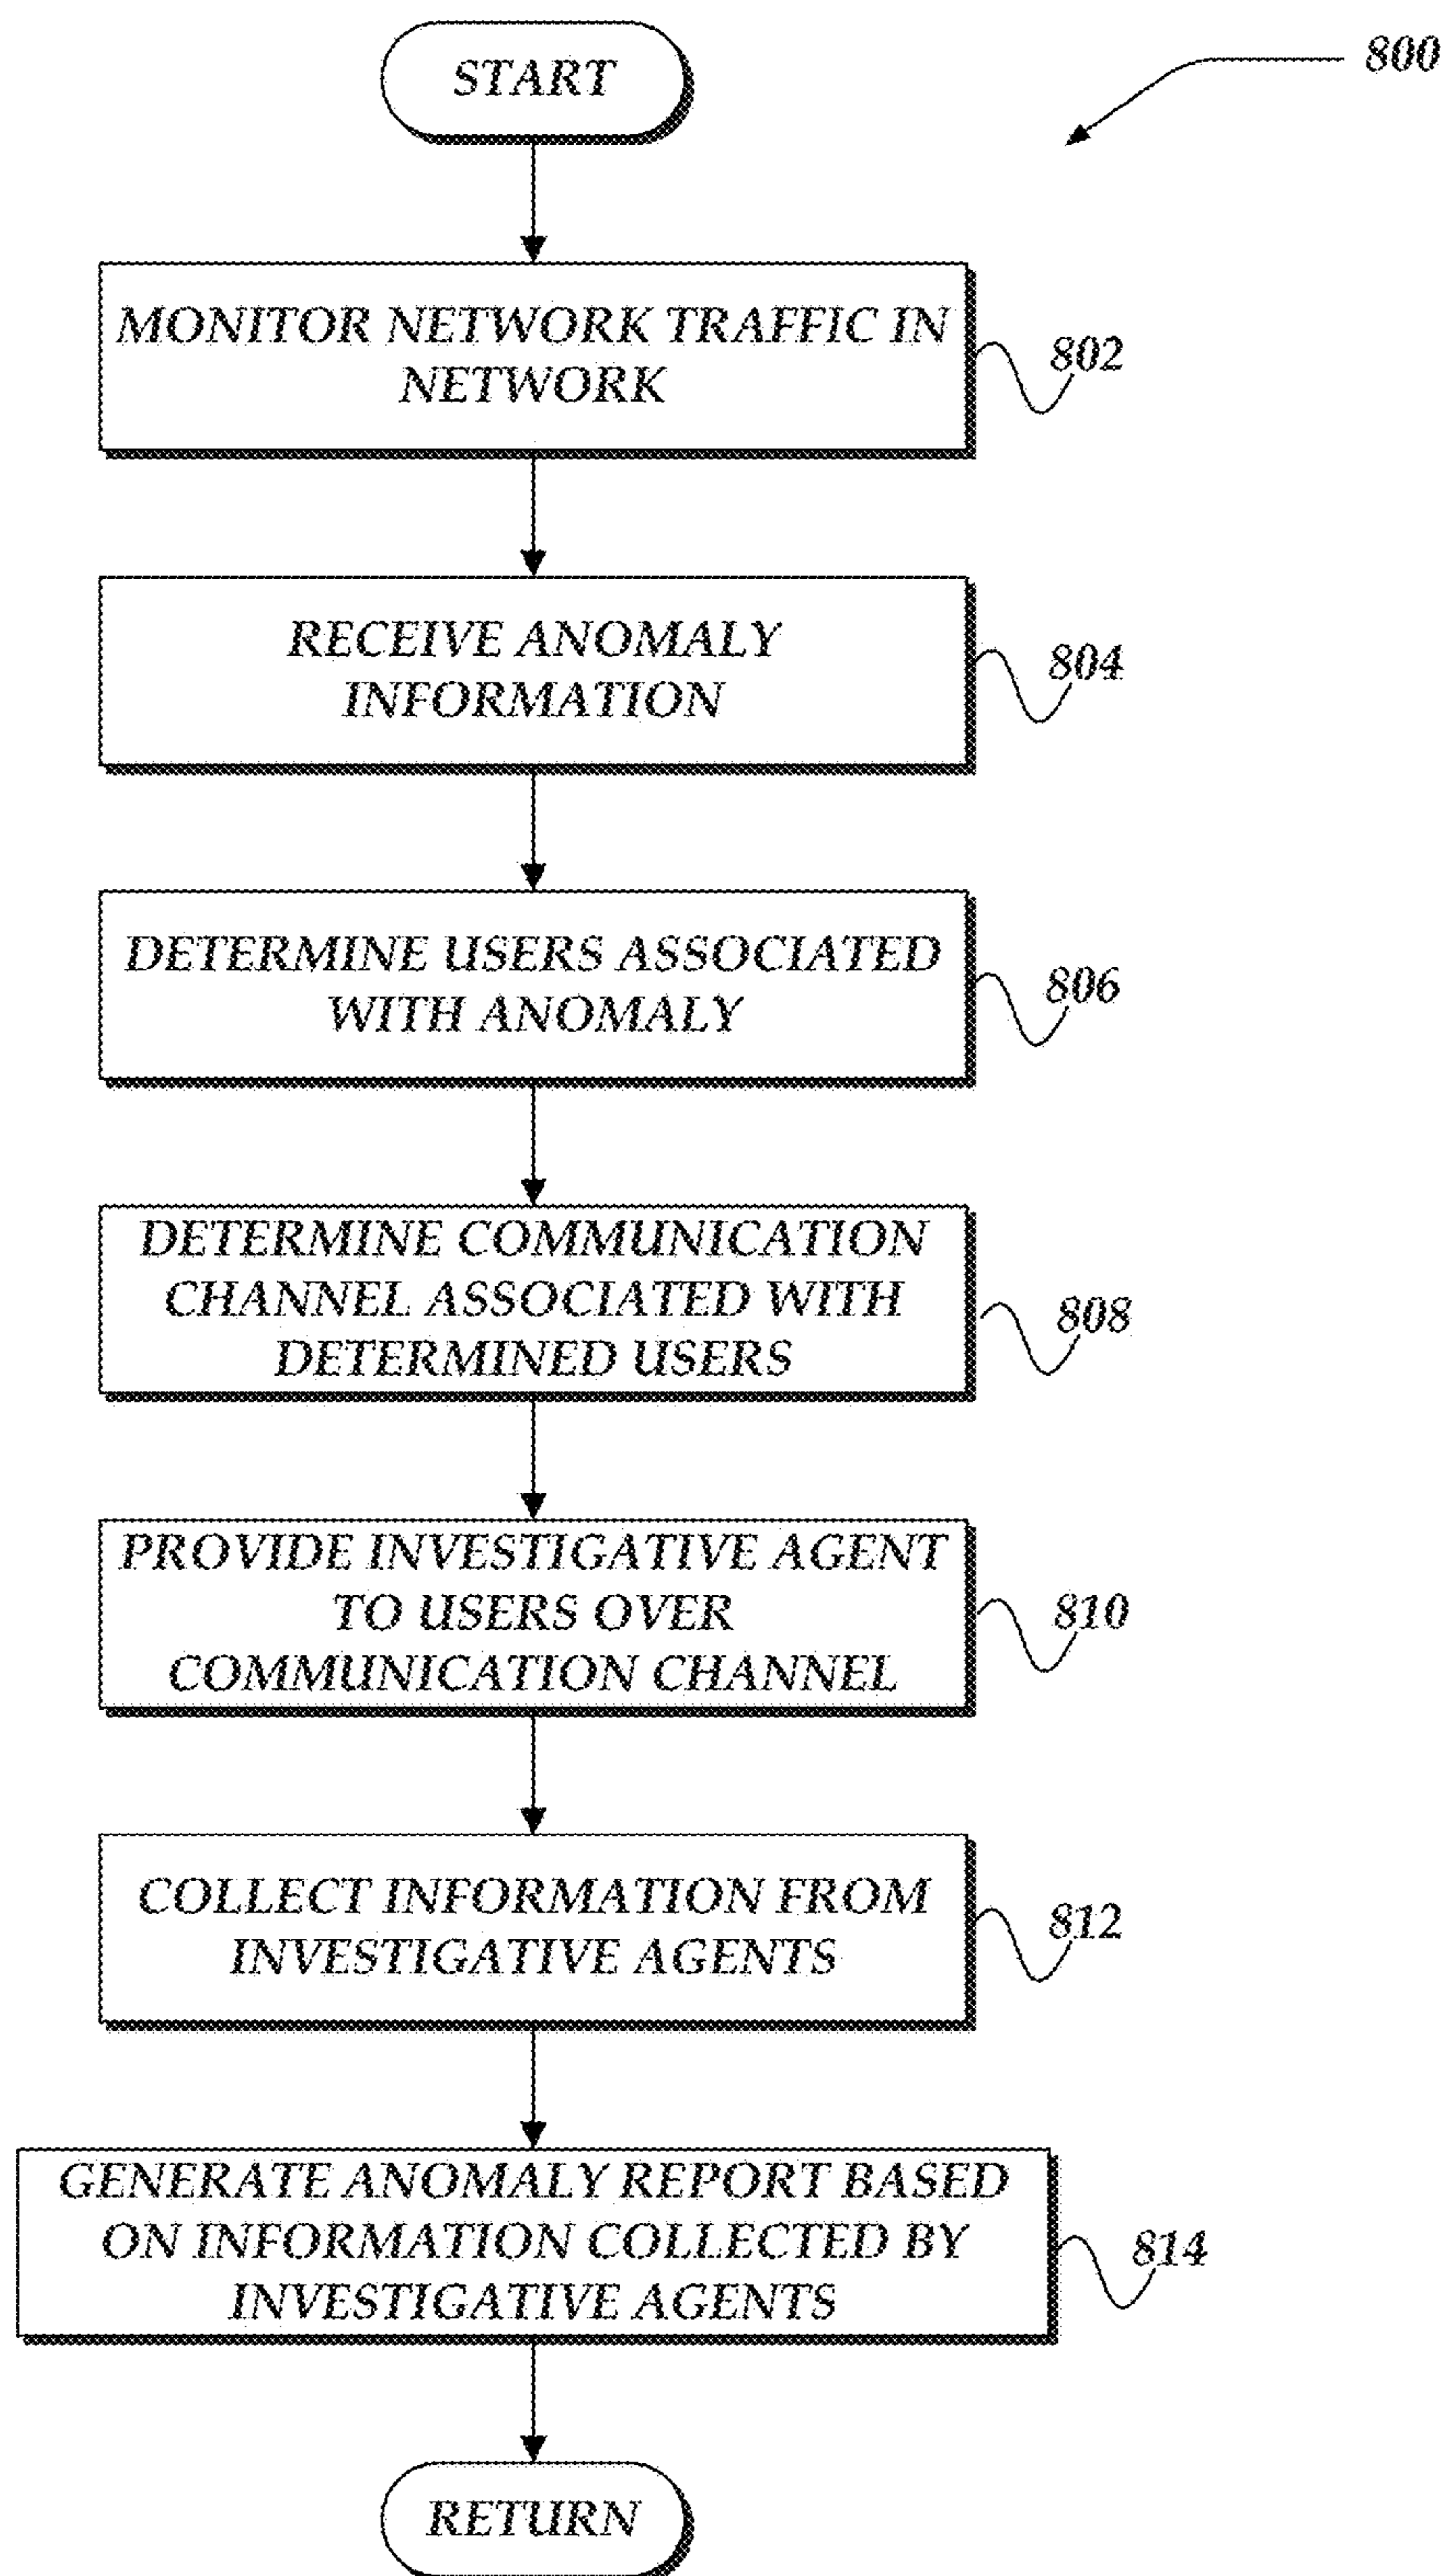 START
800
MONITOR NETWORK TRAFFIC IN
NETWORK
802
RECEIVE ANOMALY
INFORMATION
804
DETERMINE USERS ASSOCIATED
WITH ANOMALY
806
DETERMINE COMMUNICATION
CHANNEL ASSOCIATED WITH
DETERMINED USERS
808
PROVIDE INVESTIGATIVE AGENT
TO USERS OVER
COMMUNICATION CHANNEL
810
COLLECT INFORMATION FROM
INVESTIGATIVE AGENTS
812
GENERATE ANOMALY REPORT BASED
ON INFORMATION COLLECTED BY
INVESTIGATIVE AGENTS
814
RETURN